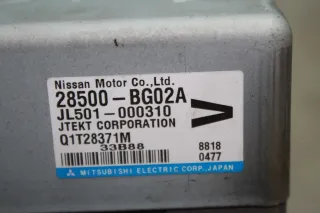 Nissan Motor Co.,Ltd.
28500-BG02A
JL501-000310
JTEKT CORPORATION
Q1T28371M
33B88
8818
0477
MITSUBISHI ELECTRIC CORP. JAPAN